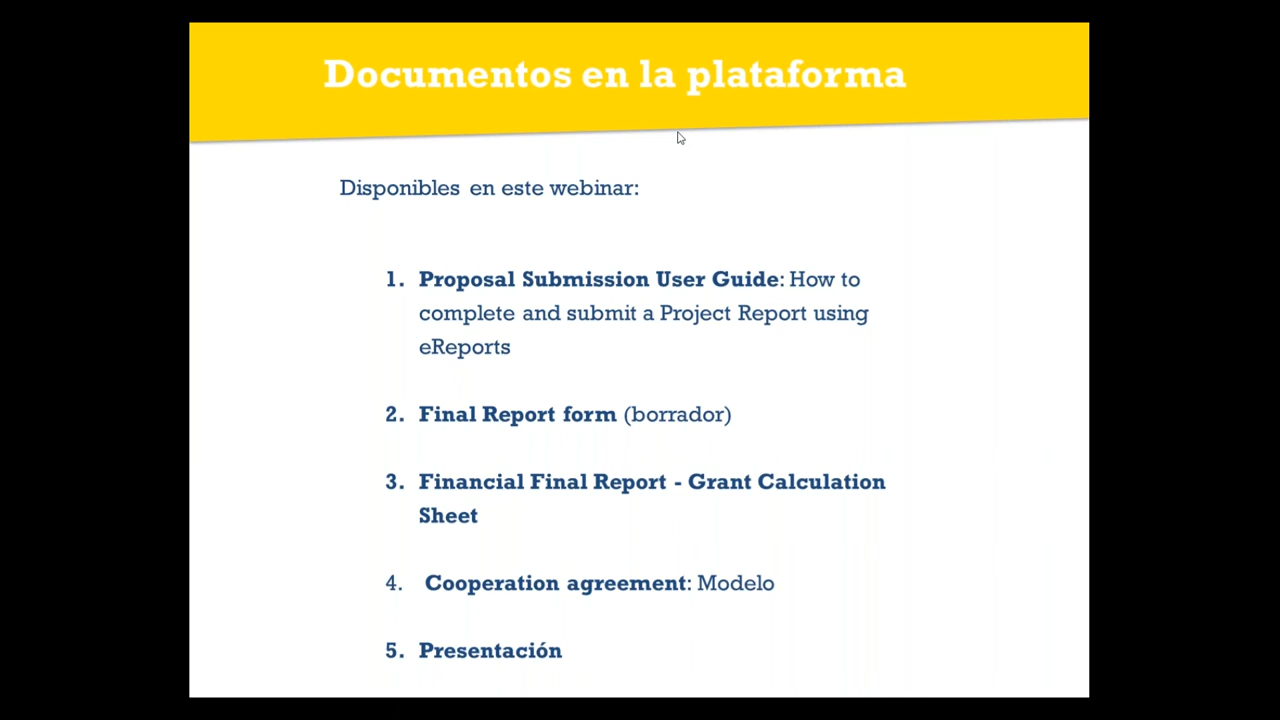 Documentos en la plataforma
Disponibles en este webinar:
1. Proposal Submission User Guide: How to
complete and submit a Project Report using
eReports
2. Final Report form (borrador)
3. Financial Final Report - Grant Calculation
Sheet
4. Cooperation agreement: Modelo
5. Presentación